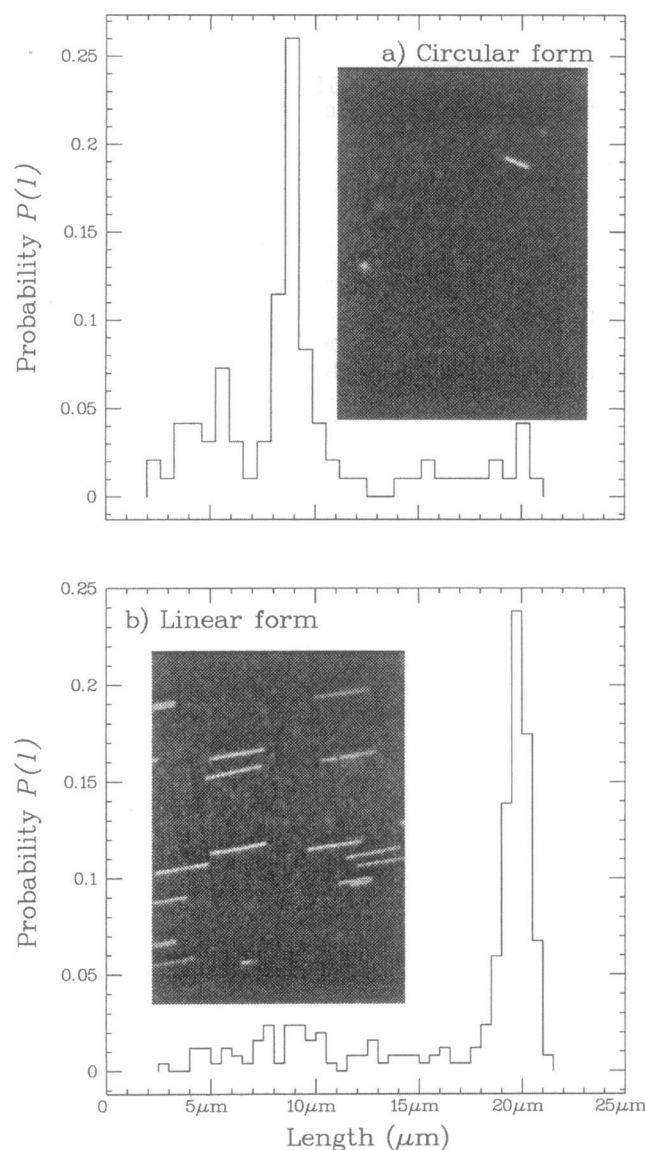 a) Circular form
0.25
0.2
0.15
0.1
0.05
0
Probability P(l)
b) Linear form
0.25
0.2
0.15
0.1
0.05
0
Probability P(l)
0 5μm 10μm 15μm 20μm 25μm
Length (μm)